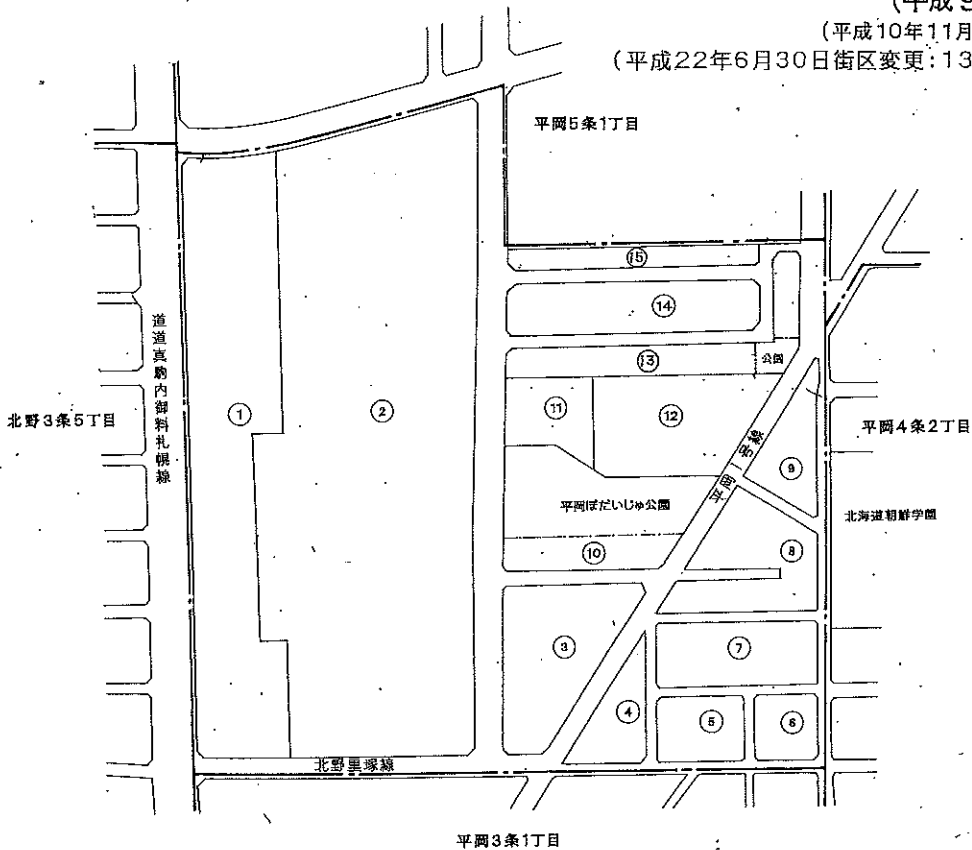 (平成9
(平成10年11月
(平成22年6月30日街区変更:13
平岡5条1丁目
⑮
⑭
道道真駒内御料札幌線
⑬
公園
北野3条5丁目
①
②
⑪
⑫
平岡4条2丁目
平岡一号線
⑨
平岡ぼだいじゅ公園
北海道朝鮮学園
⑩
⑧
③
⑦
④
⑤
⑥
北野里塚線
平岡3条1丁目